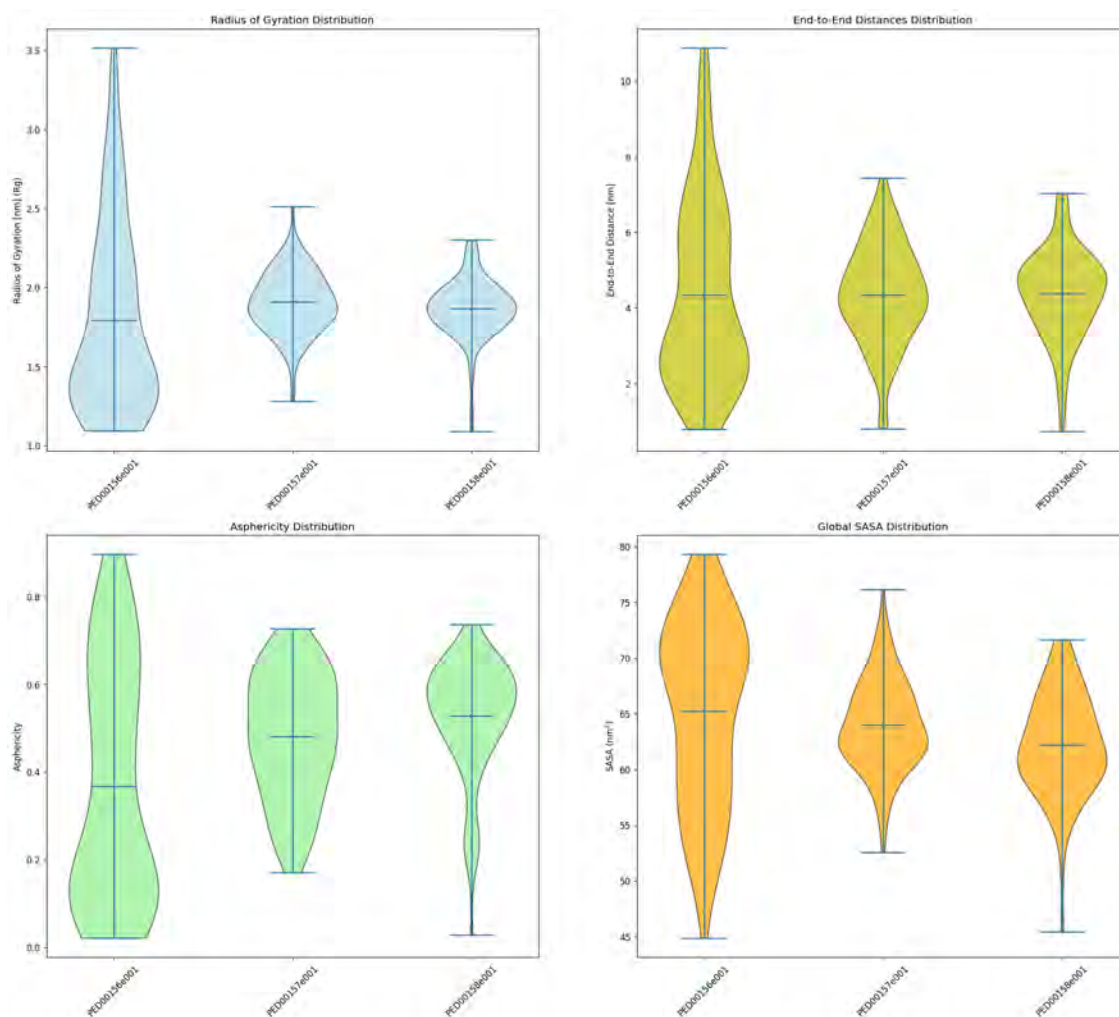 Radius of Gyration Distribution
3.5
3.0
2.5
2.0
1.5
1.0
Radius of Gyration [nm] (Rg)
PED00156e001
PED00157e001
PED00158e001
End-to-End Distances Distribution
10
8
6
4
2
End-to-End Distance [nm]
PED00156e001
PED00157e001
PED00158e001
Asphericity Distribution
0.8
0.6
0.4
0.2
0.0
Asphericity
PED00156e001
PED00157e001
PED00158e001
Global SASA Distribution
80
75
70
65
60
55
50
45
SASA (nm²)
PED00156e001
PED00157e001
PED00158e001